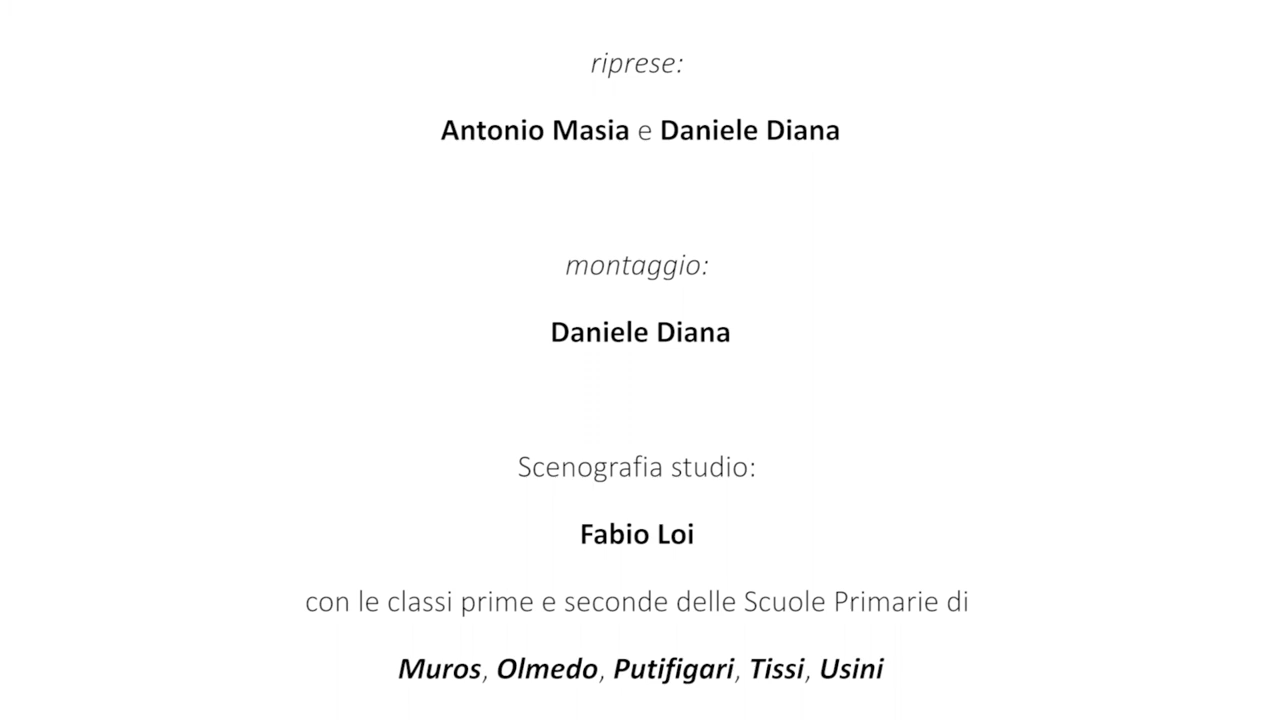 riprese:
Antonio Masia e Daniele Diana
montaggio:
Daniele Diana
Scenografia studio:
Fabio Loi
con le classi prime e seconde delle Scuole Primarie di
Muros, Olmedo, Putifigari, Tissi, Usini